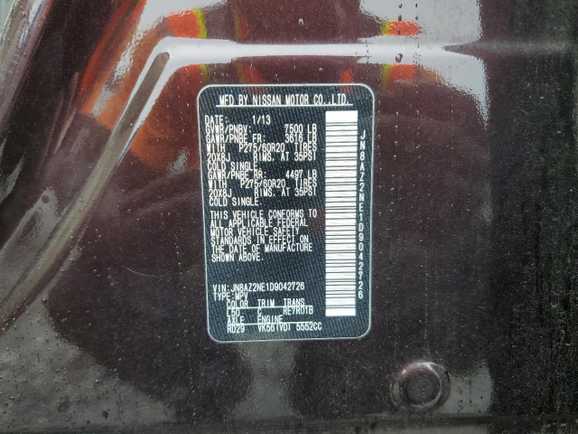 MFD. BY NISSAN MOTOR CO., LTD.
DATE: 1/13
GVWR/PNBV: 7500 LB
GAWR/PNBE FR: 3616 LB
WITH P275/60R20 TIRES
20X8J RIMS, AT 35PSI
COLD SINGLE.
GAWR/PNBE RR: 4497 LB
WITH P275/60R20 TIRES
20X8J RIMS, AT 35PSI
COLD SINGLE.
THIS VEHICLE CONFORMS TO
ALL APPLICABLE FEDERAL
MOTOR VEHICLE SAFETY
STANDARDS IN EFFECT ON
THE DATE OF MANUFACTURE
SHOWN ABOVE.
VIN: JN8AZ2NE1D9042726
TYPE: MPV
COLOR TRIM TRANS
L50 C RE7R01B
AXLE ENGINE
RD29 VK56(VD) 5552CC
JN8AZ2NE1D9042726